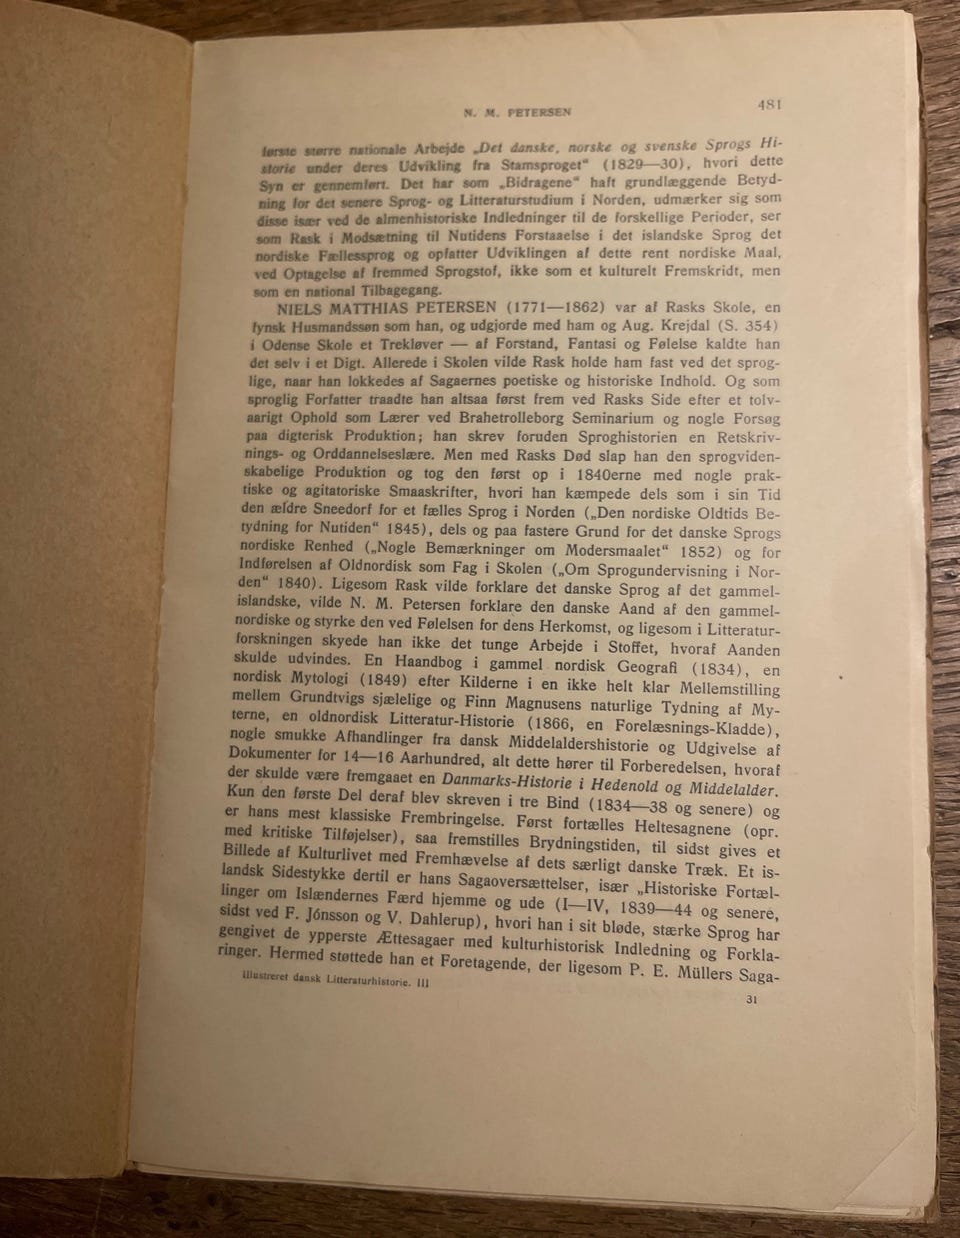 N. M. PETERSEN
481
første større nationale Arbejde „Det danske, norske og svenske Sprogs Hi-
storie under deres Udvikling fra Stamsproget“ (1829—30), hvori dette
Syn er gennemført. Det har som „Bidragene“ haft grundlæggende Betyd-
ning for det senere Sprog- og Litteraturstudium i Norden, udmærker sig som
disse især ved de almenhistoriske Indledninger til de forskellige Perioder, ser
som Rask i Modsætning til Nutidens Forstaaelse i det islandske Sprog det
nordiske Fællessprog og opfatter Udviklingen af dette rent nordiske Maal,
ved Optagelse af fremmed Sprogstof, ikke som et kulturelt Fremskridt, men
som en national Tilbagegang.
NIELS MATTHIAS PETERSEN (1771—1862) var af Rasks Skole, en
fynsk Husmandssøn som han, og udgjorde med ham og Aug. Krejdal (S. 354)
i Odense Skole et Trekløver — af Forstand, Fantasi og Følelse kaldte han
det selv i et Digt. Allerede i Skolen vilde Rask holde ham fast ved det sprog-
lige, naar han lokkedes af Sagaernes poetiske og historiske Indhold. Og som
sproglig Forfatter traadte han altsaa først frem ved Rasks Side efter et tolv-
aarigt Ophold som Lærer ved Brahetrolleborg Seminarium og nogle Forsøg
paa digterisk Produktion; han skrev foruden Sproghistorien en Retskriv-
nings- og Orddannelseslære. Men med Rasks Død slap han den sprogviden-
skabelige Produktion og tog den først op i 1840erne med nogle prak-
tiske og agitatoriske Smaaskrifter, hvori han kæmpede dels som i sin Tid
den ældre Sneedorf for et fælles Sprog i Norden („Den nordiske Oldtids Be-
tydning for Nutiden“ 1845), dels og paa fastere Grund for det danske Sprogs
nordiske Renhed („Nogle Bemærkninger om Modersmaalet“ 1852) og for
Indførelsen af Oldnordisk som Fag i Skolen („Om Sprogundervisning i Nor-
den“ 1840). Ligesom Rask vilde forklare det danske Sprog af det gammel-
islandske, vilde N. M. Petersen forklare den danske Aand af den gammel-
nordiske og styrke den ved Følelsen for dens Herkomst, og ligesom i Litteratur-
forskningen skyede han ikke det tunge Arbejde i Stoffet, hvoraf Aanden
skulde udvindes. En Haandbog i gammel nordisk Geografi (1834), en
nordisk Mytologi (1849) efter Kilderne i en ikke helt klar Mellemstilling
mellem Grundtvigs sjælelige og Finn Magnusens naturlige Tydning af My-
terne, en oldnordisk Litteratur-Historie (1866, en Forelæsnings-Kladde),
nogle smukke Afhandlinger fra dansk Middelaldershistorie og Udgivelse af
Dokumenter for 14—16 Aarhundred, alt dette hører til Forberedelsen, hvoraf
der skulde være fremgaaet en Danmarks-Historie i Hedenold og Middelalder.
Kun den første Del deraf blev skreven i tre Bind (1834—38 og senere) og
er hans mest klassiske Frembringelse. Først fortælles Heltesagnene (opr.
med kritiske Tilføjelser), saa fremstilles Brydningstiden, til sidst gives et
Billede af Kulturlivet med Fremhævelse af dets særligt danske Træk. Et is-
landsk Sidestykke dertil er hans Sagaoversættelser, især „Historiske Fortæl-
linger om Islændernes Færd hjemme og ude (I—IV, 1839—44 og senere,
sidst ved F. Jónsson og V. Dahlerup), hvori han i sit bløde, stærke Sprog har
gengivet de ypperste Ættesagaer med kulturhistorisk Indledning og Forkla-
ringer. Hermed støttede han et Foretagende, der ligesom P. E. Müllers Saga-
Illustreret dansk Litteraturhistorie. III
31